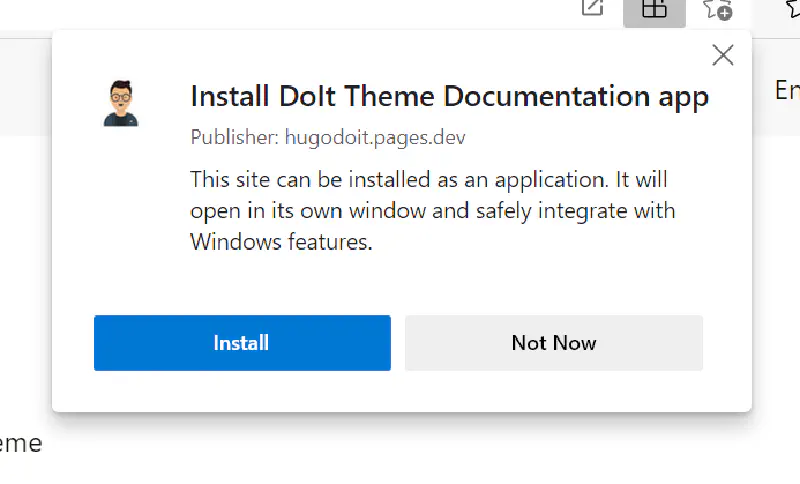 Install DoIt Theme Documentation app
En
Publisher: hugodoit.pages.dev
This site can be installed as an application. It will
open in its own window and safely integrate with
Windows features.
Install
Not Now
eme